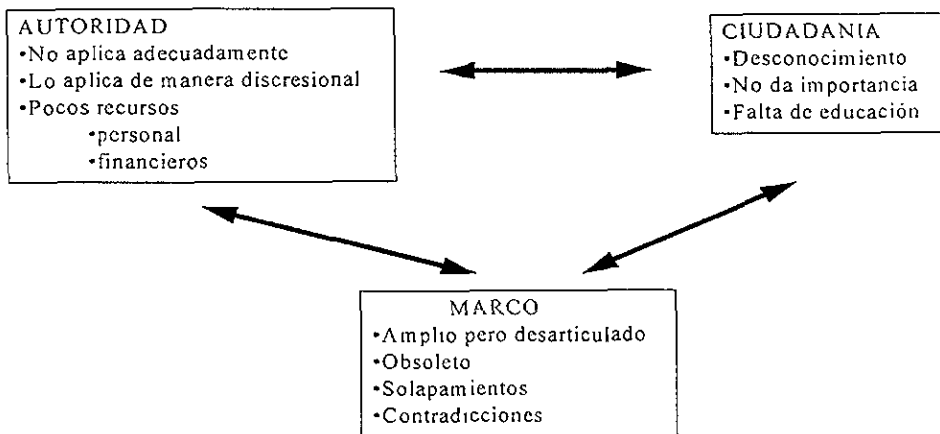 AUTORIDAD
•No aplica adecuadamente
•Lo aplica de manera discresional
•Pocos recursos
•personal
•financieros
CIUDADANIA
•Desconocimiento
•No da importancia
•Falta de educación
MARCO
•Amplio pero desarticulado
•Obsoleto
•Solapamientos
•Contradicciones